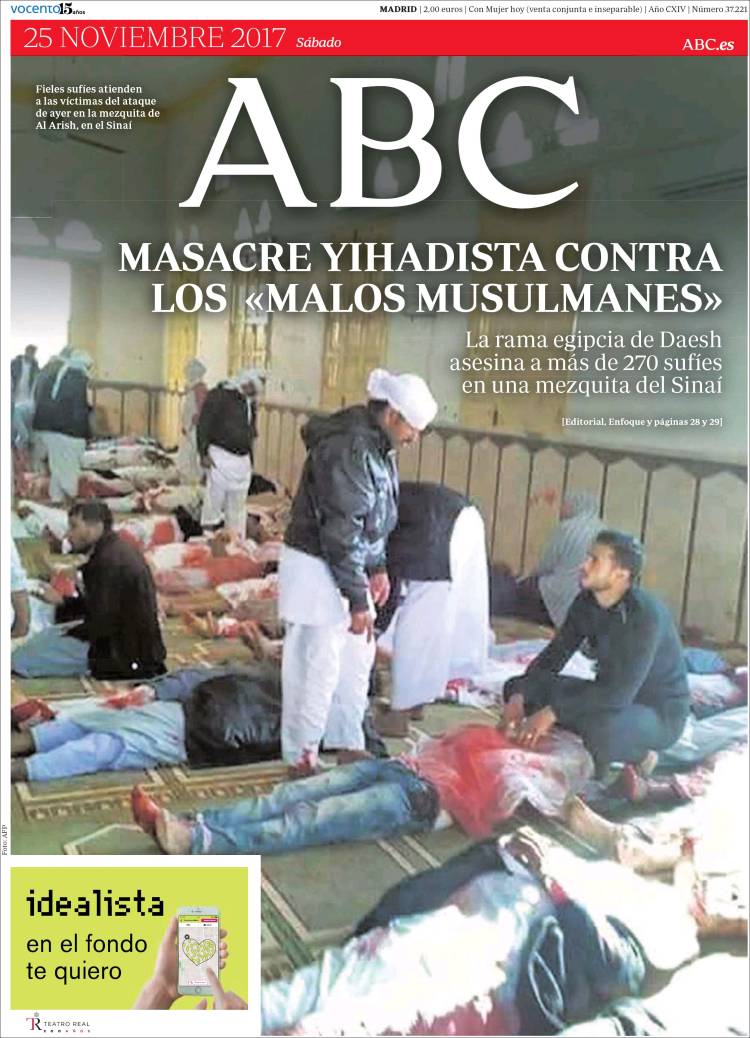 vocento 15 años
MADRID | 2,00 euros | Con Mujer hoy (venta conjunta e inseparable) | Año CXIV | Número 37.221
25 NOVIEMBRE 2017 Sábado
ABC.es
Fieles sufíes atienden
a las víctimas del ataque
de ayer en la mezquita de
Al Arish, en el Sinaí
ABC
MASACRE YIHADISTA CONTRA
LOS «MALOS MUSULMANES»
La rama egipcia de Daesh
asesina a más de 270 sufíes
en una mezquita del Sinaí
[Editorial, Enfoque y páginas 28 y 29]
Foto: AFP
idealista
en el fondo
te quiero
TR TEATRO REAL